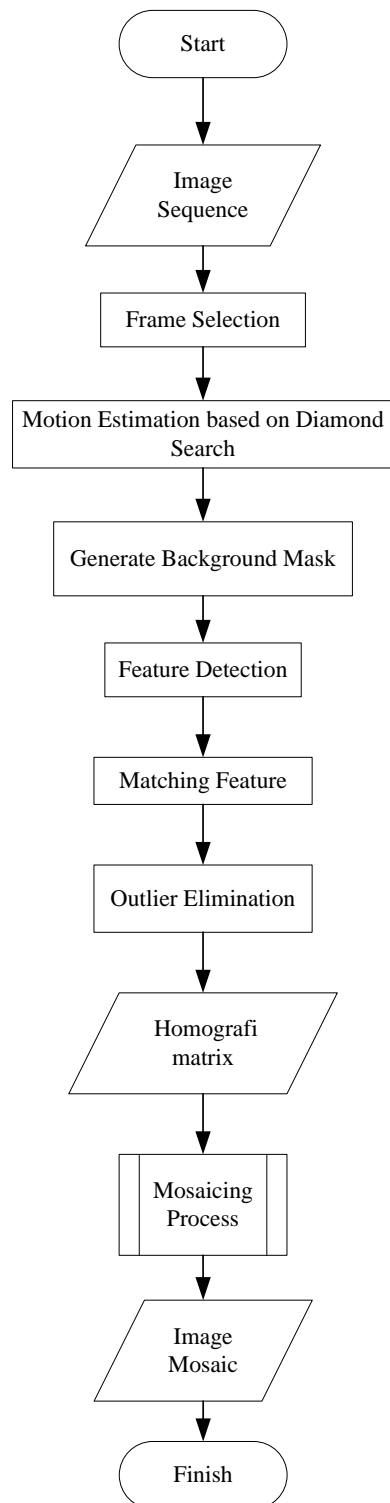 Start
Image
Sequence
Frame Selection
Motion Estimation based on Diamond
Search
Generate Background Mask
Feature Detection
Matching Feature
Outlier Elimination
Homografi
matrix
Mosaicing
Process
Image
Mosaic
Finish